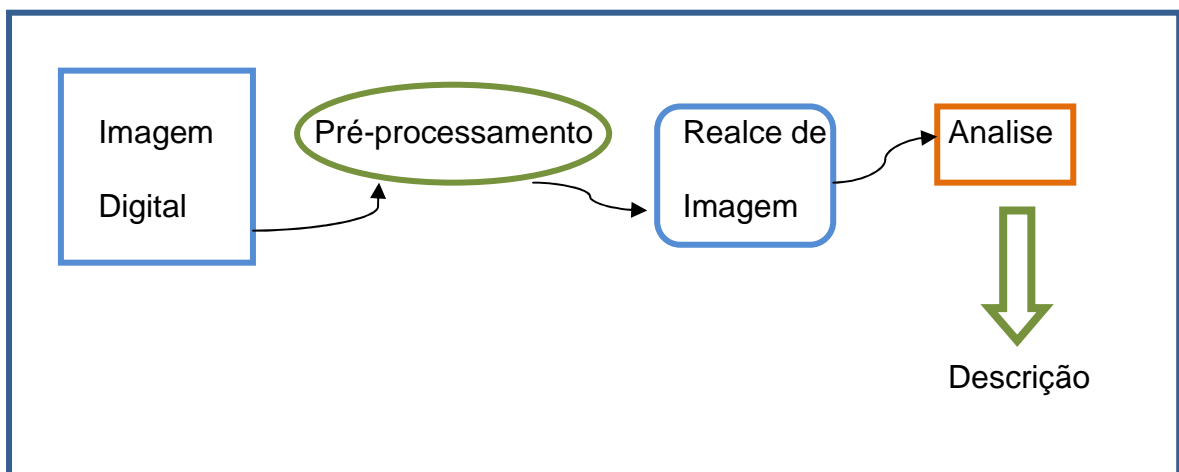 Imagem
Digital
Pré-processamento
Realce de
Imagem
Analise
Descrição